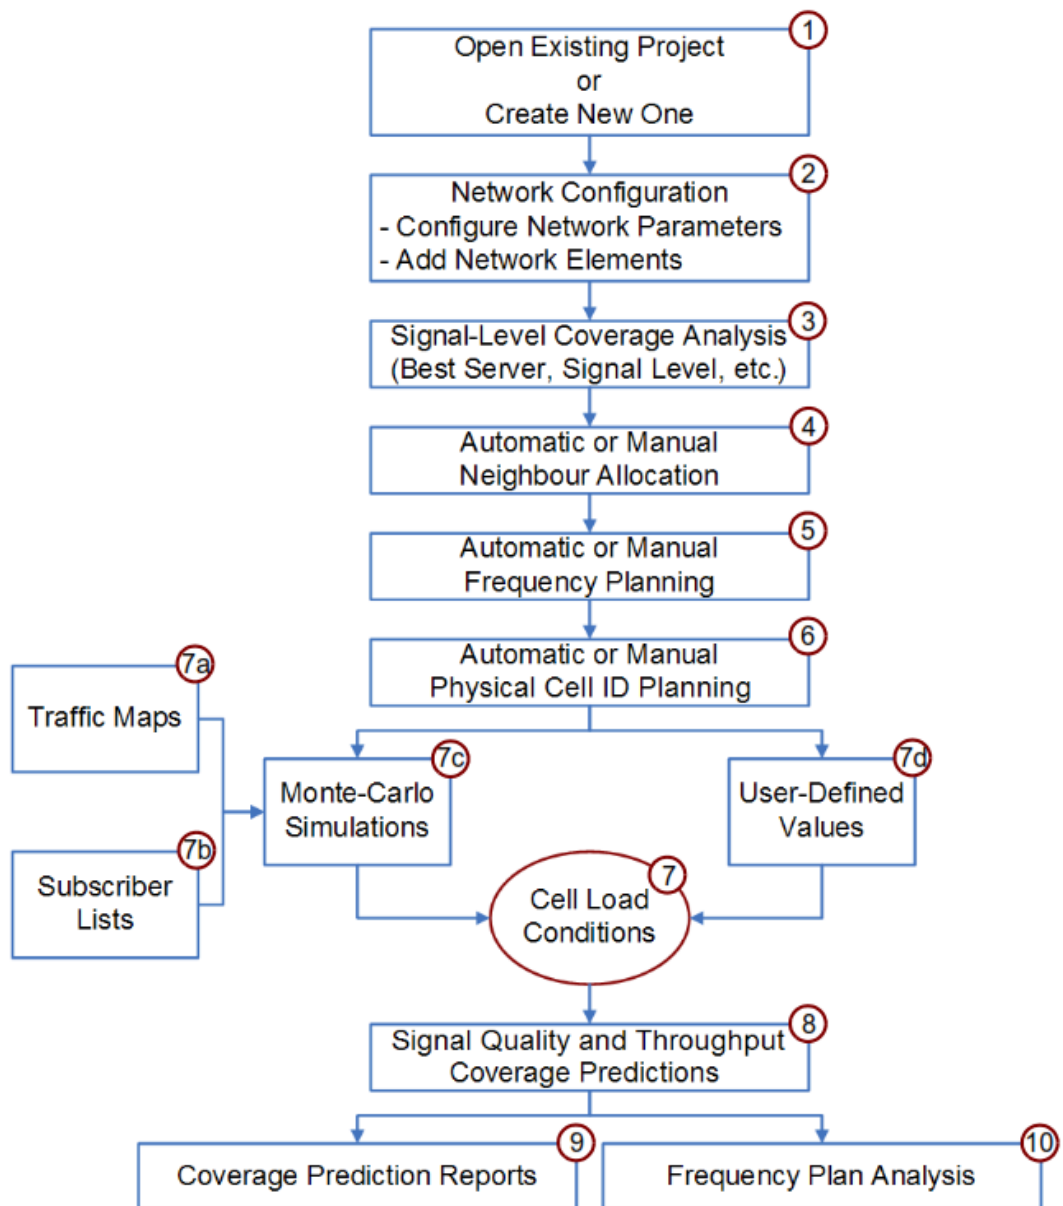 1
Open Existing Project
or
Create New One
2
Network Configuration
- Configure Network Parameters
- Add Network Elements
3
Signal-Level Coverage Analysis
(Best Server, Signal Level, etc.)
4
Automatic or Manual
Neighbour Allocation
5
Automatic or Manual
Frequency Planning
6
Automatic or Manual
Physical Cell ID Planning
7a
Traffic Maps
7b
Subscriber
Lists
7c
Monte-Carlo
Simulations
7d
User-Defined
Values
7
Cell Load
Conditions
8
Signal Quality and Throughput
Coverage Predictions
9
Coverage Prediction Reports
10
Frequency Plan Analysis